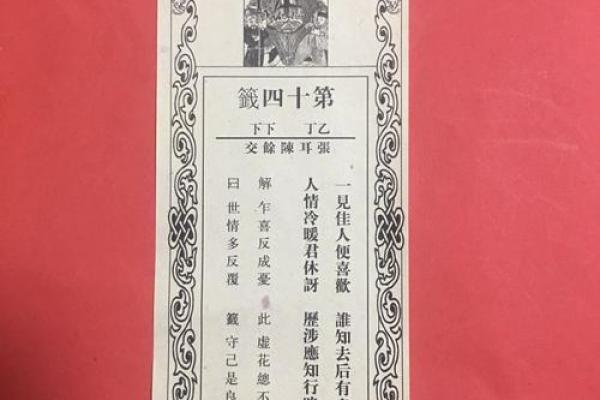 第十四籤
乙丁 下下
張耳陳餘交
一見佳人便喜歡 誰知去后有
人情冷暖君休訝 歷涉應知行
解 乍喜反成憂 此 虛花總不
曰 世情多反覆 籤 守己是良